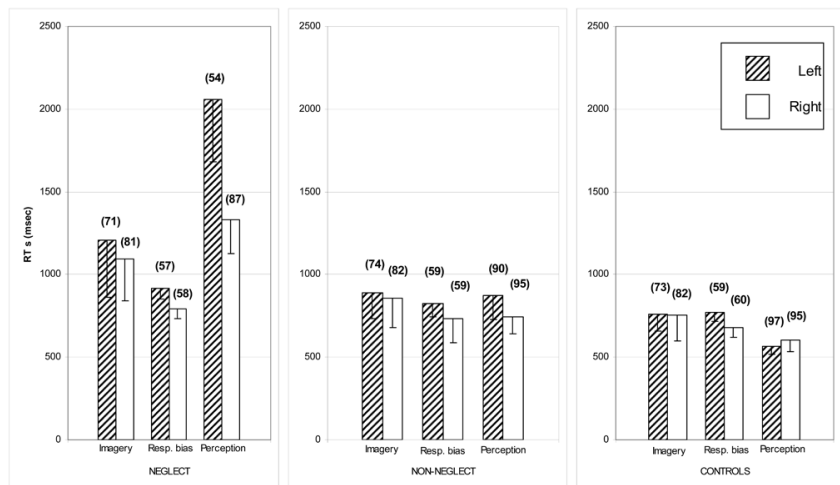 RT s (msec)
2500
2000
1500
1000
500
0
(71)
(81)
(57)
(58)
(54)
(87)
Imagery
Resp. bias
Perception
NEGLECT
2500
2000
1500
1000
500
0
(74)
(82)
(59)
(59)
(90)
(95)
Imagery
Resp. bias
Perception
NON-NEGLECT
2500
2000
1500
1000
500
0
(73)
(82)
(59)
(60)
(97)
(95)
Imagery
Resp. bias
Perception
CONTROLS
Left
Right